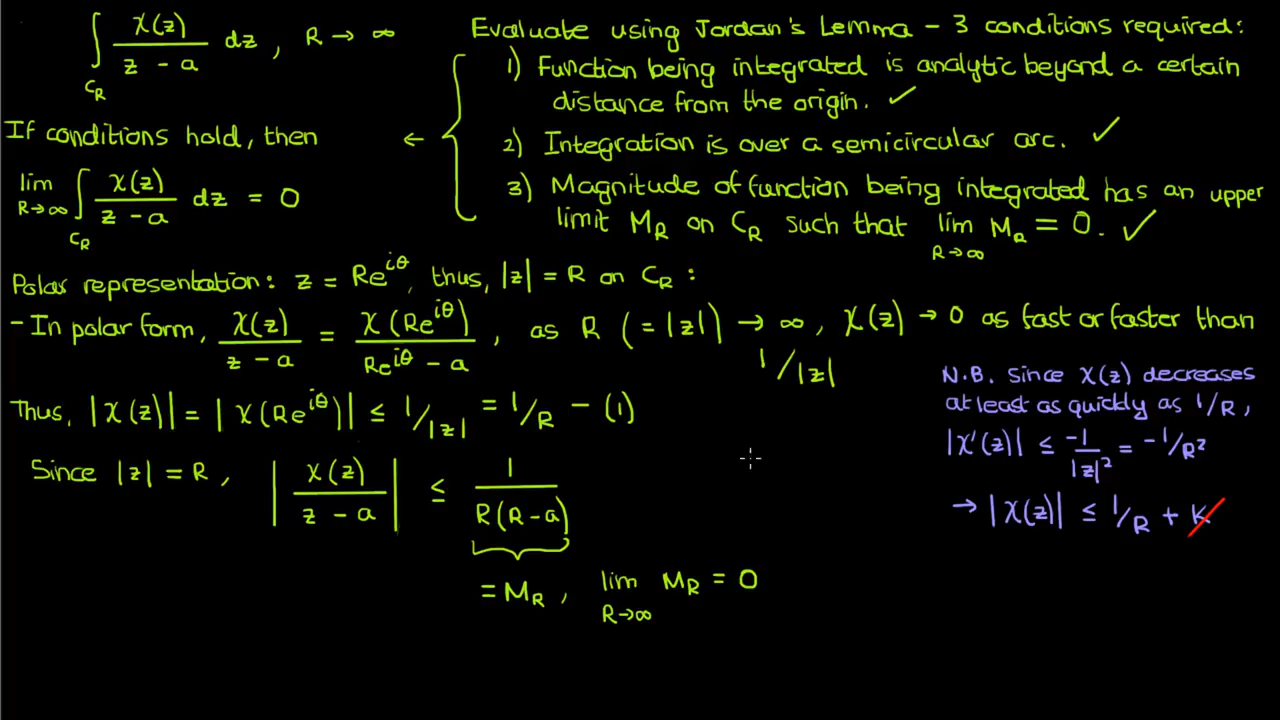 ∫_{C_R} χ(z)/(z - a) dz, R → ∞
Evaluate using Jordan's Lemma - 3 conditions required:
1) Function being integrated is analytic beyond a certain
distance from the origin. ✓
If conditions hold, then ←
2) Integration is over a semicircular arc. ✓
lim_{R→∞} ∫_{C_R} χ(z)/(z - a) dz = 0
3) Magnitude of function being integrated has an upper
limit M_R on C_R such that lim_{R→∞} M_R = 0. ✓
Polar representation: z = Re^{iθ}, thus, |z| = R on C_R:
- In polar form, χ(z)/(z - a) = χ(Re^{iθ})/(Re^{iθ} - a), as R (= |z|) → ∞, χ(z) → 0 as fast or faster than
1/|z|
Thus, |χ(z)| = |χ(Re^{iθ})| ≤ 1/|z| = 1/R - (1)
Since |z| = R, |χ(z)/(z - a)| ≤ 1/(R(R-a))
= M_R, lim_{R→∞} M_R = 0
N.B. Since χ(z) decreases
at least as quickly as 1/R,
|χ'(z)| ≤ -1/|z|² = -1/R²
→ |χ(z)| ≤ 1/R + K